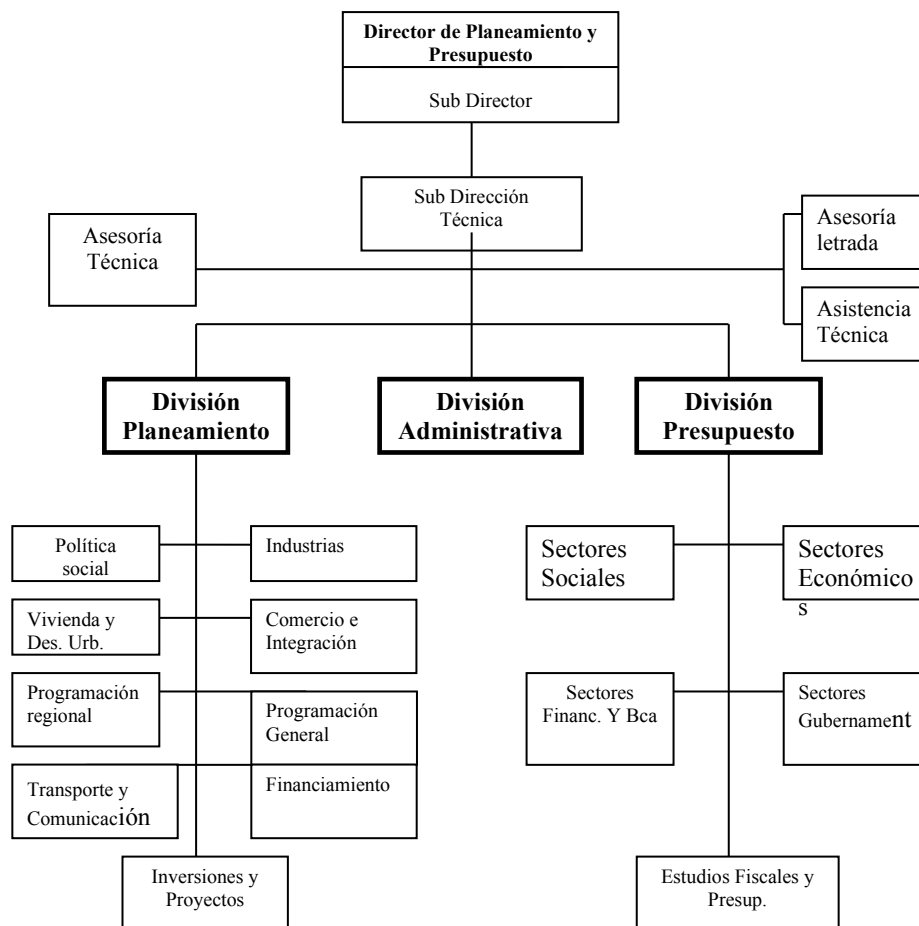 Director de Planeamiento y
Presupuesto
Sub Director
Sub Dirección
Técnica
Asesoría
Técnica
Asesoría
letrada
Asistencia
Técnica
División
Planeamiento
División
Administrativa
División
Presupuesto
Política
social
Industrias
Vivienda y
Des. Urb.
Comercio e
Integración
Programación
regional
Programación
General
Transporte y
Comunicación
Financiamiento
Inversiones y
Proyectos
Sectores
Sociales
Sectores
Económico
s
Sectores
Financ. Y Bca
Sectores
Gubernament
Estudios Fiscales y
Presup.